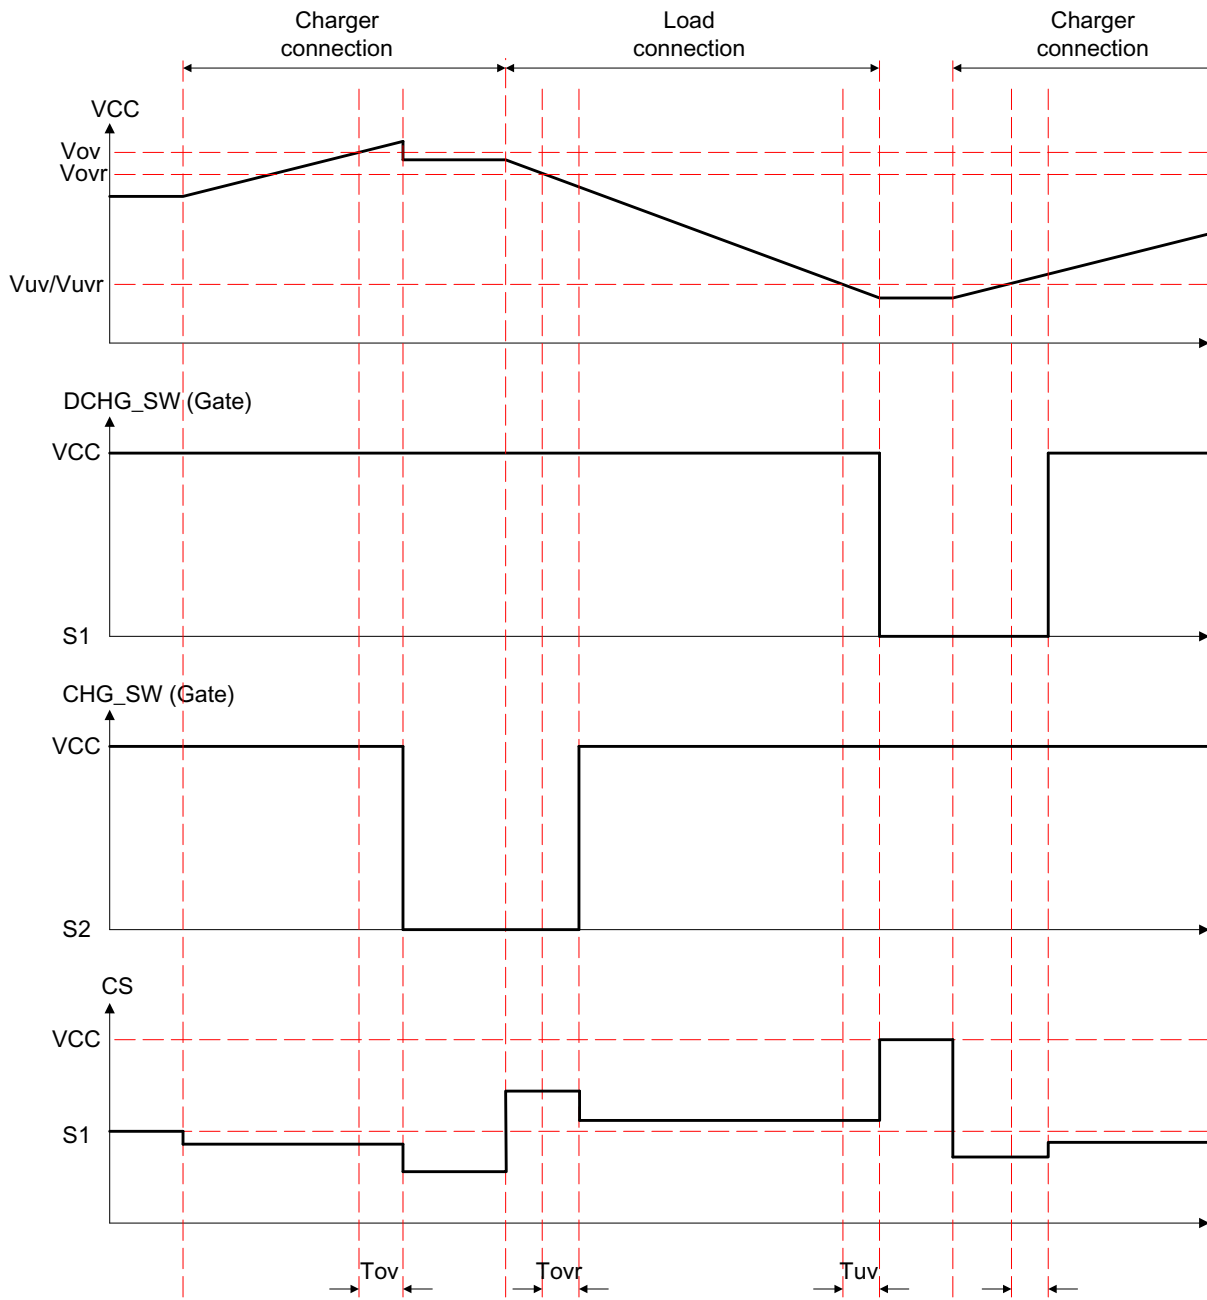 Charger
connection
Load
connection
Charger
connection
VCC
Vov
Vovr
Vuv/Vuvr
DCHG_SW (Gate)
VCC
S1
CHG_SW (Gate)
VCC
S2
CS
VCC
S1
Tov
Tovr
Tuv